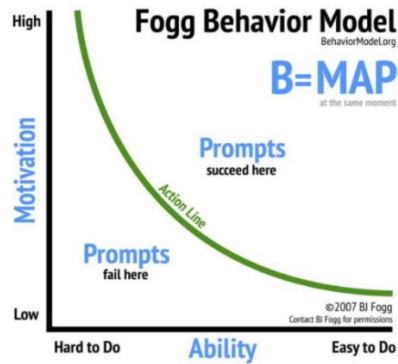 High
Fogg Behavior Model
BehaviorModel.org
B=MAP
at the same moment
Motivation
Prompts
succeed here
Action Line
Prompts
fail here
©2007 BJ Fogg
Contact BJ Fogg for permissions
Low
Hard to Do
Ability
Easy to Do